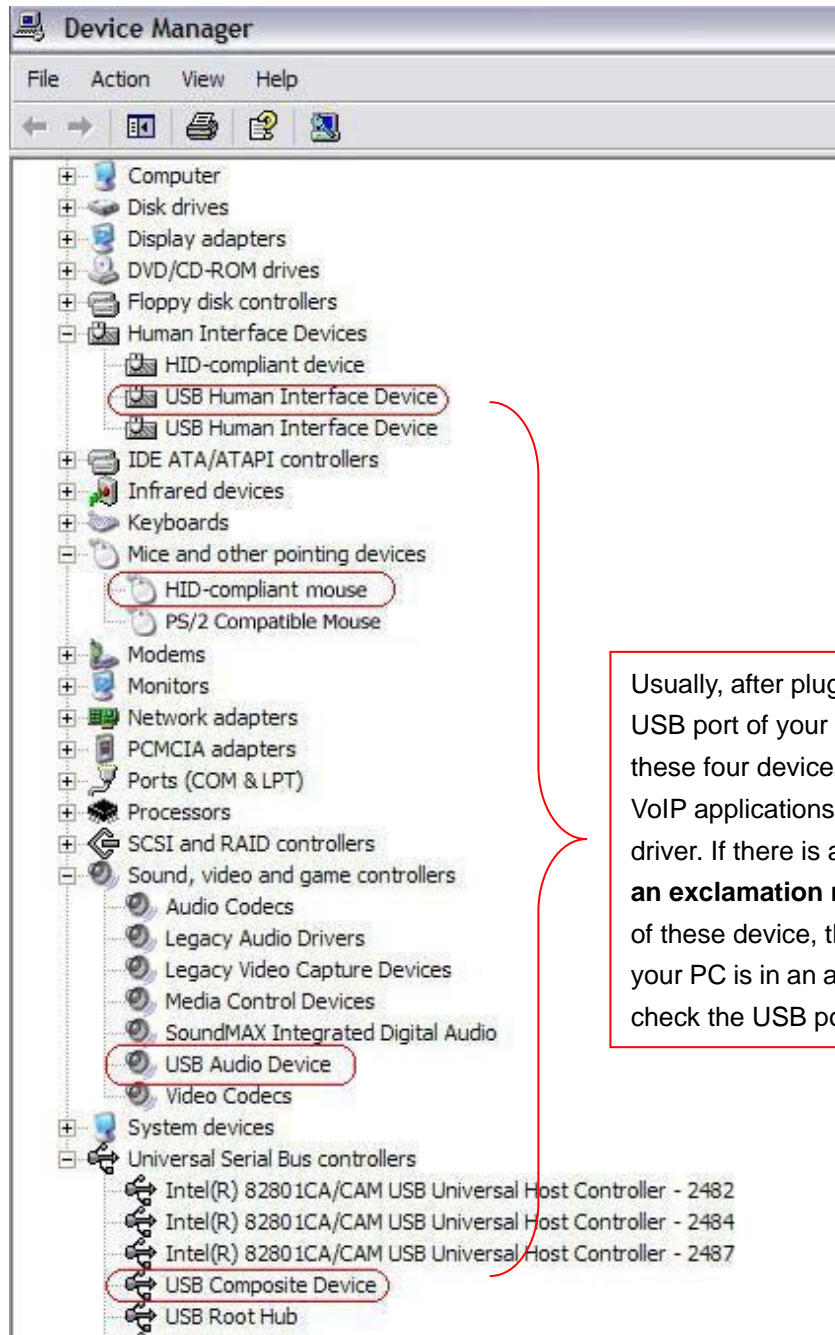 Device Manager
File Action View Help
Computer
Disk drives
Display adapters
DVD/CD-ROM drives
Floppy disk controllers
Human Interface Devices
HID-compliant device
USB Human Interface Device
USB Human Interface Device
IDE ATA/ATAPI controllers
Infrared devices
Keyboards
Mice and other pointing devices
HID-compliant mouse
PS/2 Compatible Mouse
Modems
Monitors
Network adapters
PCMCIA adapters
Ports (COM & LPT)
Processors
SCSI and RAID controllers
Sound, video and game controllers
Audio Codecs
Legacy Audio Drivers
Legacy Video Capture Devices
Media Control Devices
SoundMAX Integrated Digital Audio
USB Audio Device
Video Codecs
System devices
Universal Serial Bus controllers
Intel(R) 82801CA/CAM USB Universal Host Controller - 2482
Intel(R) 82801CA/CAM USB Universal Host Controller - 2484
Intel(R) 82801CA/CAM USB Universal Host Controller - 2487
USB Composite Device
USB Root Hub
Usually, after
USB port of your
these four
VoIP applications
driver. If there is
an exclamation
of these device,
your PC is in an
check the USB